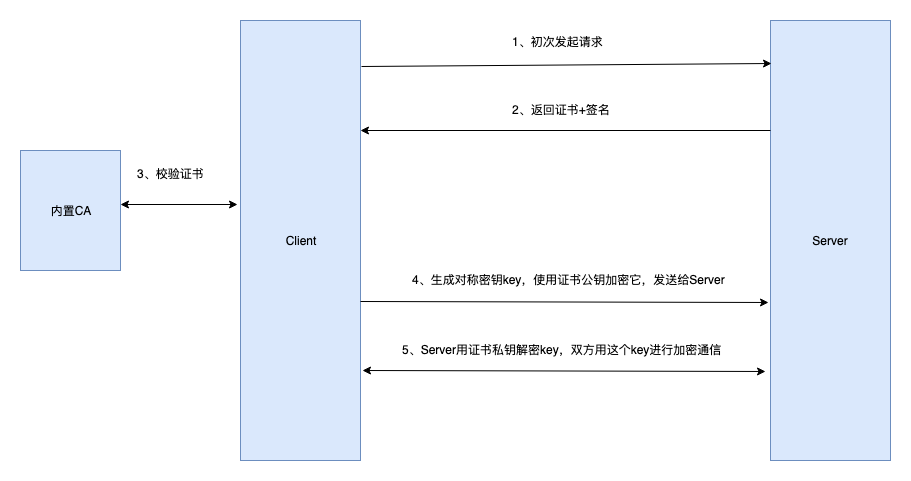 1、初次发起请求
2、返回证书+签名
3、校验证书
内置CA
Client
Server
4、生成对称密钥key，使用证书公钥加密它，发送给Server
5、Server用证书私钥解密key，双方用这个key进行加密通信